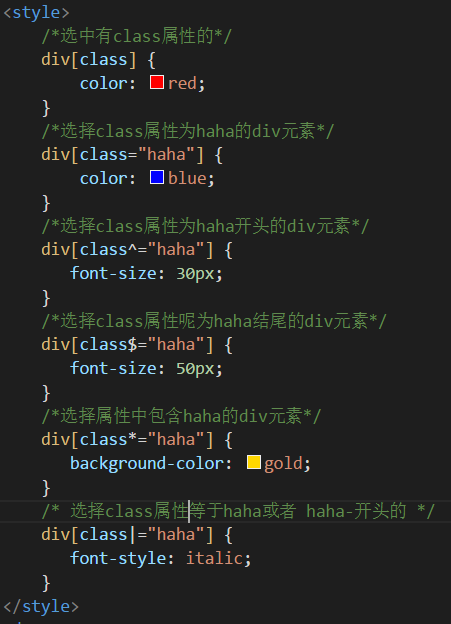 <style>
/*选中有class属性的*/
div[class] {
color: red;
}
/*选择class属性为haha的div元素*/
div[class="haha"] {
color: blue;
}
/*选择class属性为haha开头的div元素*/
div[class^="haha"] {
font-size: 30px;
}
/*选择class属性呢为haha结尾的div元素*/
div[class$="haha"] {
font-size: 50px;
}
/*选择属性中包含haha的div元素*/
div[class*="haha"] {
background-color: gold;
}
/* 选择class属性等于haha或者 haha-开头的 */
div[class|="haha"] {
font-style: italic;
}
</style>